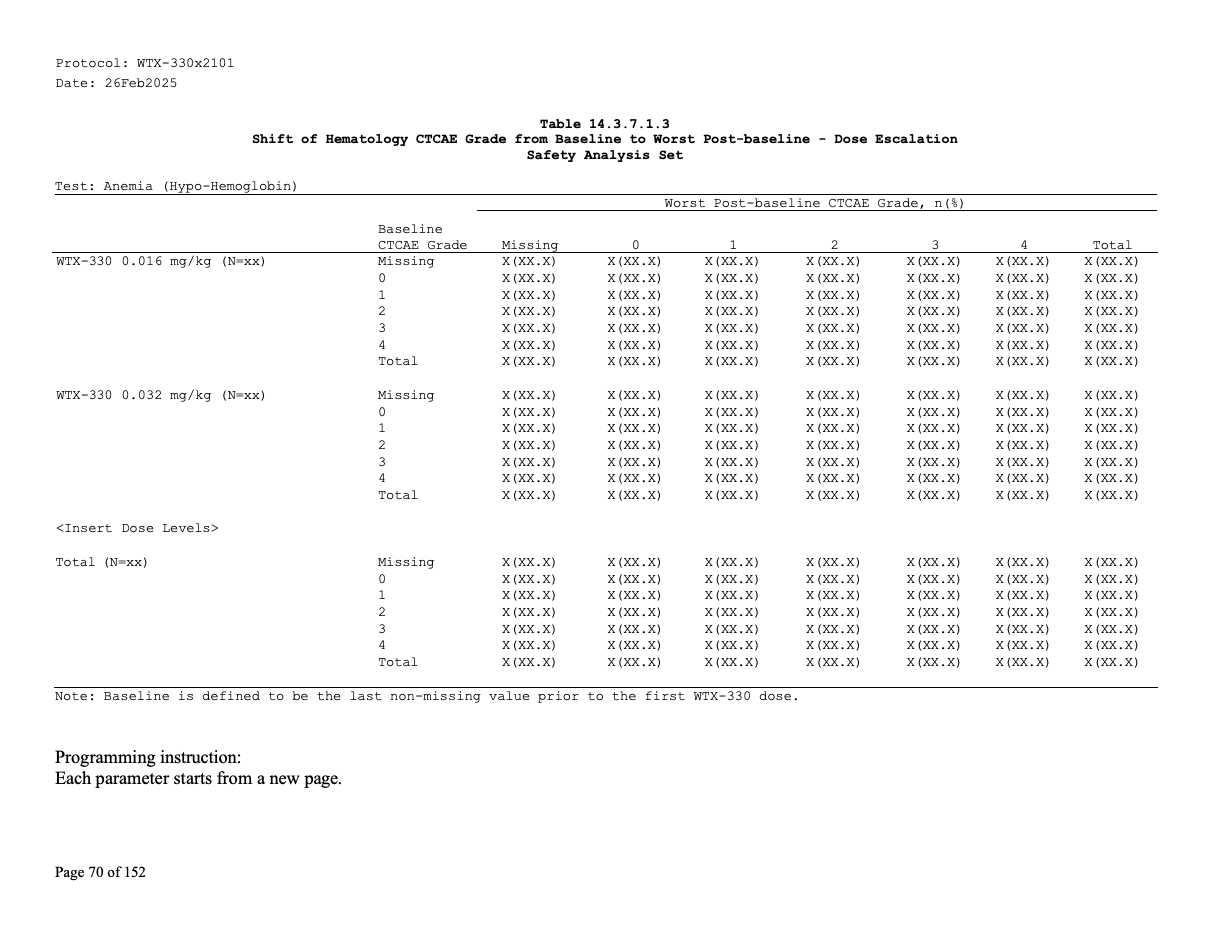 Protocol: WTX-330x2101
Date: 26Feb2025
Table 14.3.7.1.3
Shift of Hematology CTCAE Grade from Baseline to Worst Post-baseline - Dose Escalation
Safety Analysis Set
Test: Anemia (Hypo-Hemoglobin)
Worst Post-baseline CTCAE Grade, n(%)
Baseline
CTCAE Grade Missing 0 1 2 3 4 Total
WTX-330 0.016 mg/kg (N=xx) Missing X(XX.X) X(XX.X) X(XX.X) X(XX.X) X(XX.X) X(XX.X) X(XX.X)
0 X(XX.X) X(XX.X) X(XX.X) X(XX.X) X(XX.X) X(XX.X) X(XX.X)
1 X(XX.X) X(XX.X) X(XX.X) X(XX.X) X(XX.X) X(XX.X) X(XX.X)
2 X(XX.X) X(XX.X) X(XX.X) X(XX.X) X(XX.X) X(XX.X) X(XX.X)
3 X(XX.X) X(XX.X) X(XX.X) X(XX.X) X(XX.X) X(XX.X) X(XX.X)
4 X(XX.X) X(XX.X) X(XX.X) X(XX.X) X(XX.X) X(XX.X) X(XX.X)
Total X(XX.X) X(XX.X) X(XX.X) X(XX.X) X(XX.X) X(XX.X) X(XX.X)
WTX-330 0.032 mg/kg (N=xx) Missing X(XX.X) X(XX.X) X(XX.X) X(XX.X) X(XX.X) X(XX.X) X(XX.X)
0 X(XX.X) X(XX.X) X(XX.X) X(XX.X) X(XX.X) X(XX.X) X(XX.X)
1 X(XX.X) X(XX.X) X(XX.X) X(XX.X) X(XX.X) X(XX.X) X(XX.X)
2 X(XX.X) X(XX.X) X(XX.X) X(XX.X) X(XX.X) X(XX.X) X(XX.X)
3 X(XX.X) X(XX.X) X(XX.X) X(XX.X) X(XX.X) X(XX.X) X(XX.X)
4 X(XX.X) X(XX.X) X(XX.X) X(XX.X) X(XX.X) X(XX.X) X(XX.X)
Total X(XX.X) X(XX.X) X(XX.X) X(XX.X) X(XX.X) X(XX.X) X(XX.X)
<Insert Dose Levels>
Total (N=xx) Missing X(XX.X) X(XX.X) X(XX.X) X(XX.X) X(XX.X) X(XX.X) X(XX.X)
0 X(XX.X) X(XX.X) X(XX.X) X(XX.X) X(XX.X) X(XX.X) X(XX.X)
1 X(XX.X) X(XX.X) X(XX.X) X(XX.X) X(XX.X) X(XX.X) X(XX.X)
2 X(XX.X) X(XX.X) X(XX.X) X(XX.X) X(XX.X) X(XX.X) X(XX.X)
3 X(XX.X) X(XX.X) X(XX.X) X(XX.X) X(XX.X) X(XX.X) X(XX.X)
4 X(XX.X) X(XX.X) X(XX.X) X(XX.X) X(XX.X) X(XX.X) X(XX.X)
Total X(XX.X) X(XX.X) X(XX.X) X(XX.X) X(XX.X) X(XX.X) X(XX.X)
Note: Baseline is defined to be the last non-missing value prior to the first WTX-330 dose.
Programming instruction:
Each parameter starts from a new page.
Page 70 of 152